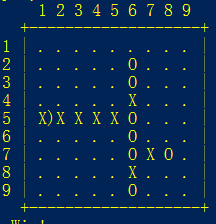 1 2 3 4 5 6 7 8 9
+-------------------+
1 | . . . . . . . . . |
2 | . . . . . O . . . |
3 | . . . . . O . . . |
4 | . . . . . X . . . |
5 | X)X X X X O . . . |
6 | . . . . . O . . . |
7 | . . . . . O X O . |
8 | . . . . . X . . . |
9 | . . . . . O . . . |
+-------------------+